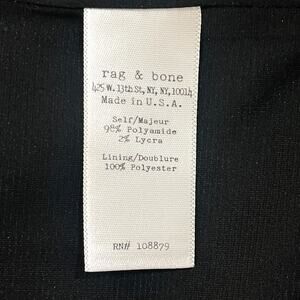 rag & bone
425 W. 13th St, NY, NY, 10014
Made in U.S.A.
Self/Majeur
98% Polyamide
2% Lycra
Lining/Doublure
100% Polyester
RN# 108879